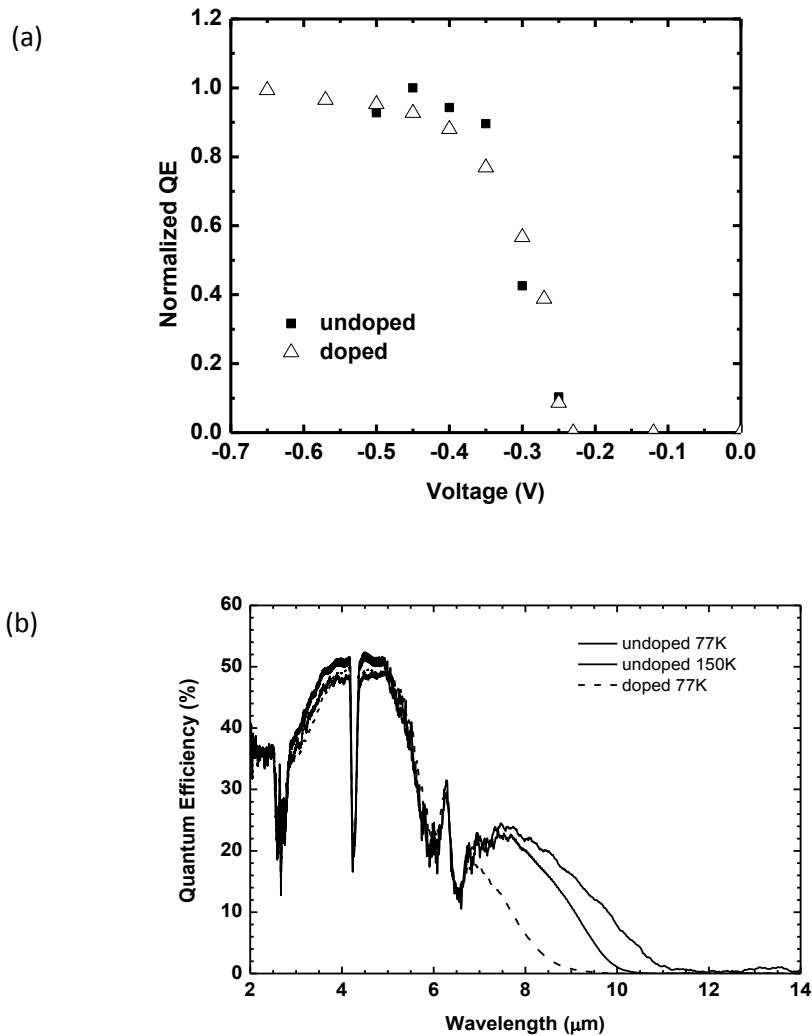 (a)
1.2
1.0
0.8
0.6
0.4
0.2
0.0
Normalized QE
undoped
doped
-0.7 -0.6 -0.5 -0.4 -0.3 -0.2 -0.1 0.0
Voltage (V)
(b)
60
50
40
30
20
10
0
Quantum Efficiency (%)
undoped 77K
undoped 150K
doped 77K
2 4 6 8 10 12 14
Wavelength (μm)